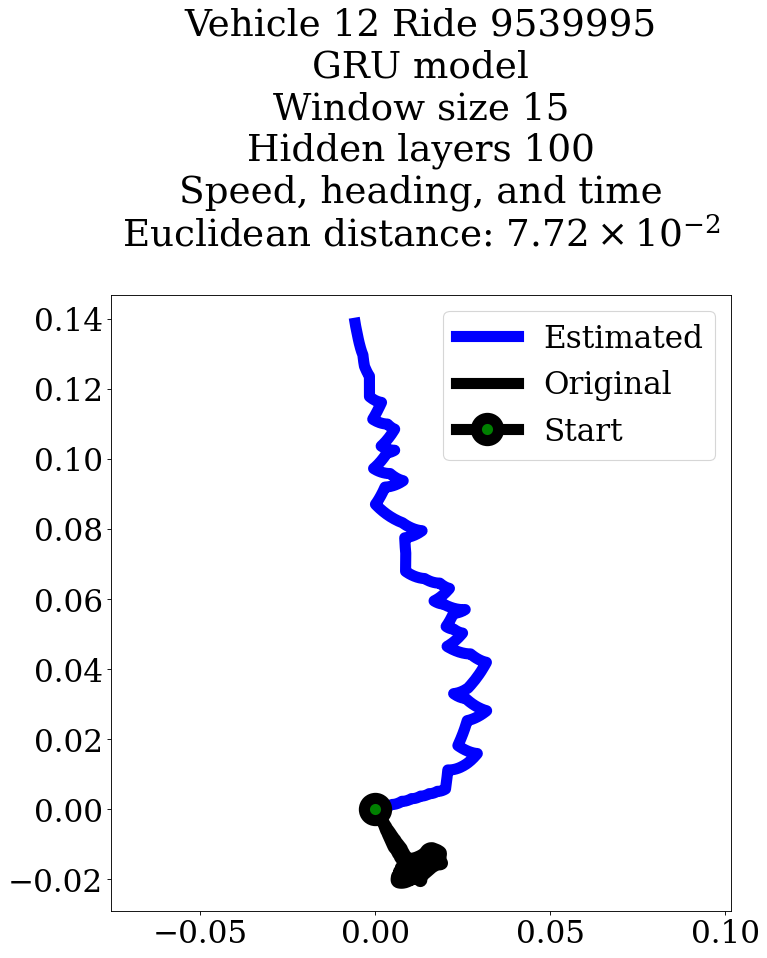 Vehicle 12 Ride 9539995
GRU model
Window size 15
Hidden layers 100
Speed, heading, and time
Euclidean distance: 7.72 × 10⁻²
Estimated
Original
Start
0.14
0.12
0.10
0.08
0.06
0.04
0.02
0.00
−0.02
−0.05 0.00 0.05 0.10